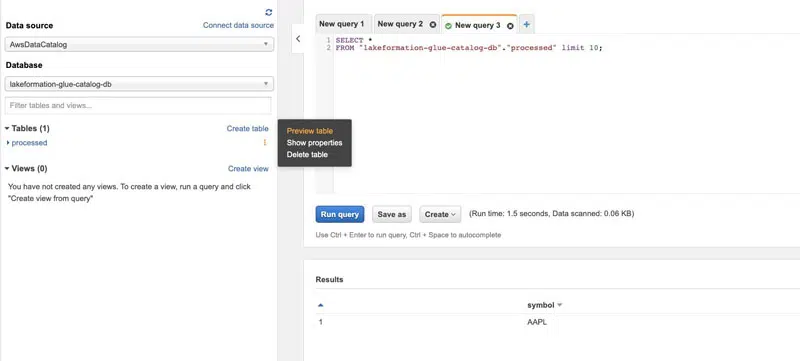 Data source
Connect data source
AwsDataCatalog
Database
lakeformation-glue-catalog-db
Filter tables and views...
Tables (1)
Create table
processed
Views (0)
Create view
You have not created any views. To create a view, run a query and click
"Create view from query"
Preview table
Show properties
Delete table
New query 1
New query 2
New query 3
+
1 SELECT *
2 FROM "lakeformation-glue-catalog-db"."processed" limit 10;
Run query
Save as
Create
(Run time: 1.5 seconds, Data scanned: 0.06 KB)
Use Ctrl + Enter to run query, Ctrl + Space to autocomplete
Results
symbol
1 AAPL